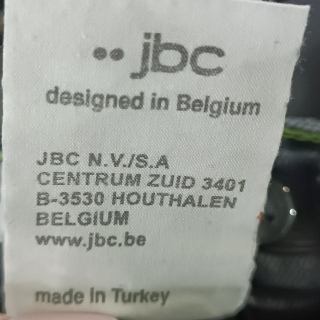 jbc
designed in Belgium
JBC N.V./S.A
CENTRUM ZUID 3401
B-3530 HOUTHALEN
BELGIUM
www.jbc.be
made in Turkey